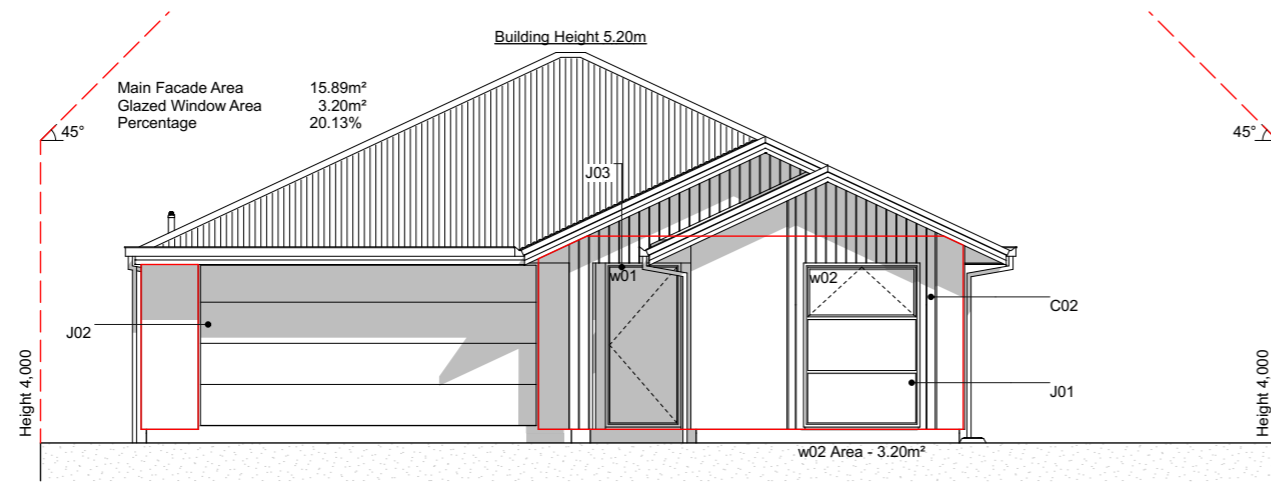 Building Height 5.20m
Main Facade Area 15.89m²
Glazed Window Area 3.20m²
Percentage 20.13%
45°
45°
J03
w01
w02
C02
J02
J01
Height 4,000
Height 4,000
w02 Area - 3.20m²